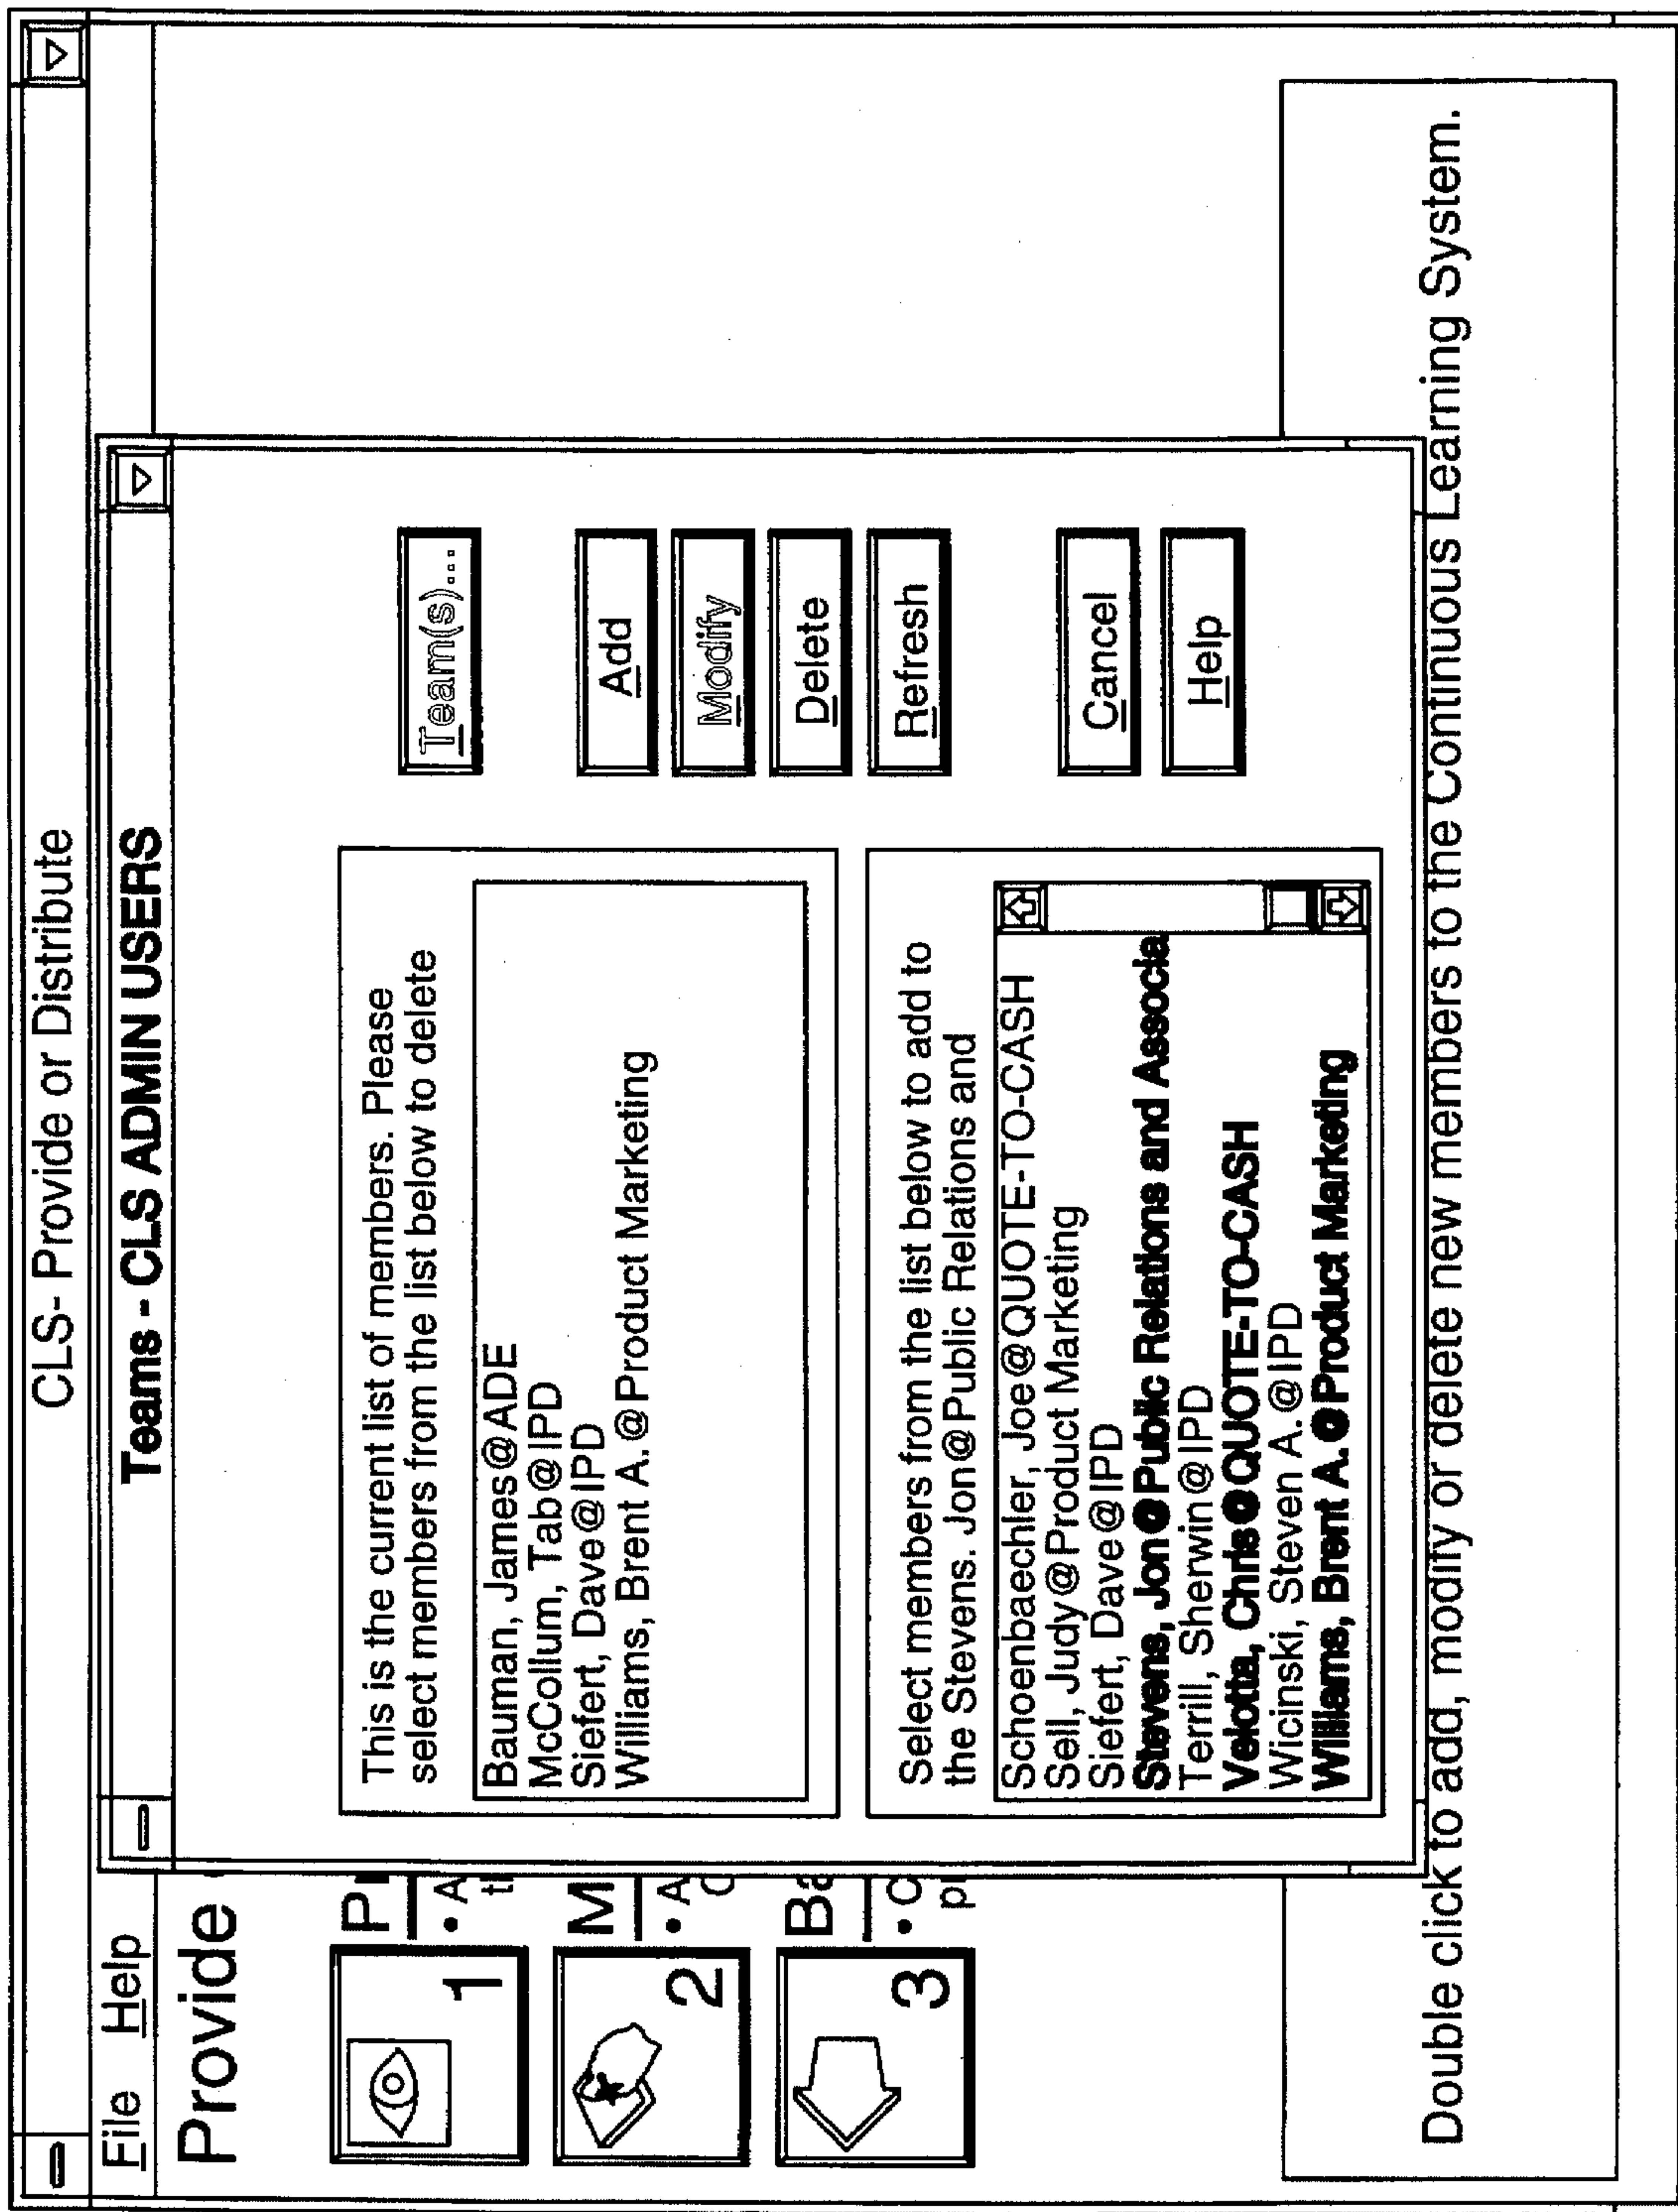 CLS- Provide or Distribute
File Help
Provide
Teams - CLS ADMIN USERS
This is the current list of members. Please
select members from the list below to delete
Bauman, James@ADE
McCollum, Tab@IPD
Siefert, Dave@IPD
Williams, Brent A.@Product Marketing
Select members from the list below to add to
the Stevens. Jon@Public Relations and
Schoenbaechler, Joe@QUOTE-TO-CASH
Sell, Judy@Product Marketing
Siefert, Dave@IPD
Stevens, Jon@Public Relations and Associa
Terrill, Sherwin@IPD
Velotta, Chris@QUOTE-TO-CASH
Wicinski, Steven A.@IPD
Williams, Brent A.@Product Marketing
Team(s)...
Add
Modify
Delete
Refresh
Cancel
Help
1
2
M
• A
3
Ba
• C
Double click to add, modify or delete new members to the Continuous Learning System.